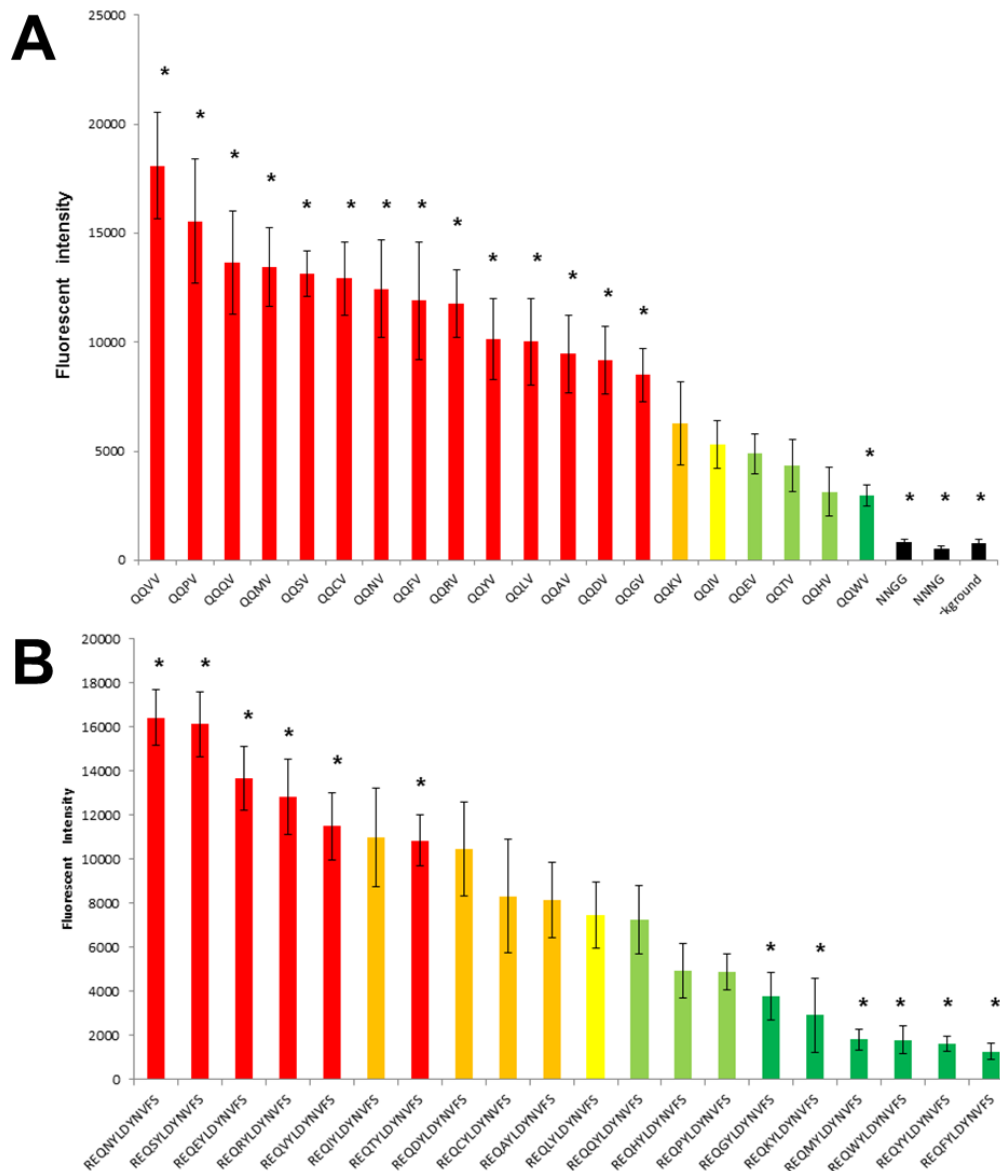 A
Fluorescent intensity
25000
20000
15000
10000
5000
0
QQVV
QQPV
QQQV
QQMV
QQSV
QQCV
QQNV
QQFV
QQRV
QQYV
QQLV
QQAV
QQDV
QQGV
QQKV
QQIV
QQEV
QQTV
QQHV
QQWV
NNGG
NNNG
-kground
B
Fluorescent Intensity
20000
18000
16000
14000
12000
10000
8000
6000
4000
2000
0
REQNYLDYNVFS
REQSYLDYNVFS
REQEYLDYNVFS
REQRYLDYNVFS
REQVYLDYNVFS
REQIYLDYNVFS
REQTYLDYNVFS
REQDYLDYNVFS
REQCYLDYNVFS
REQAYLDYNVFS
REQLYLDYNVFS
REQQYLDYNVFS
REQHYLDYNVFS
REQPYLDYNVFS
REQGYLDYNVFS
REQKYLDYNVFS
REQMYLDYNVFS
REQWYLDYNVFS
REQYYLDYNVFS
REQFYLDYNVFS